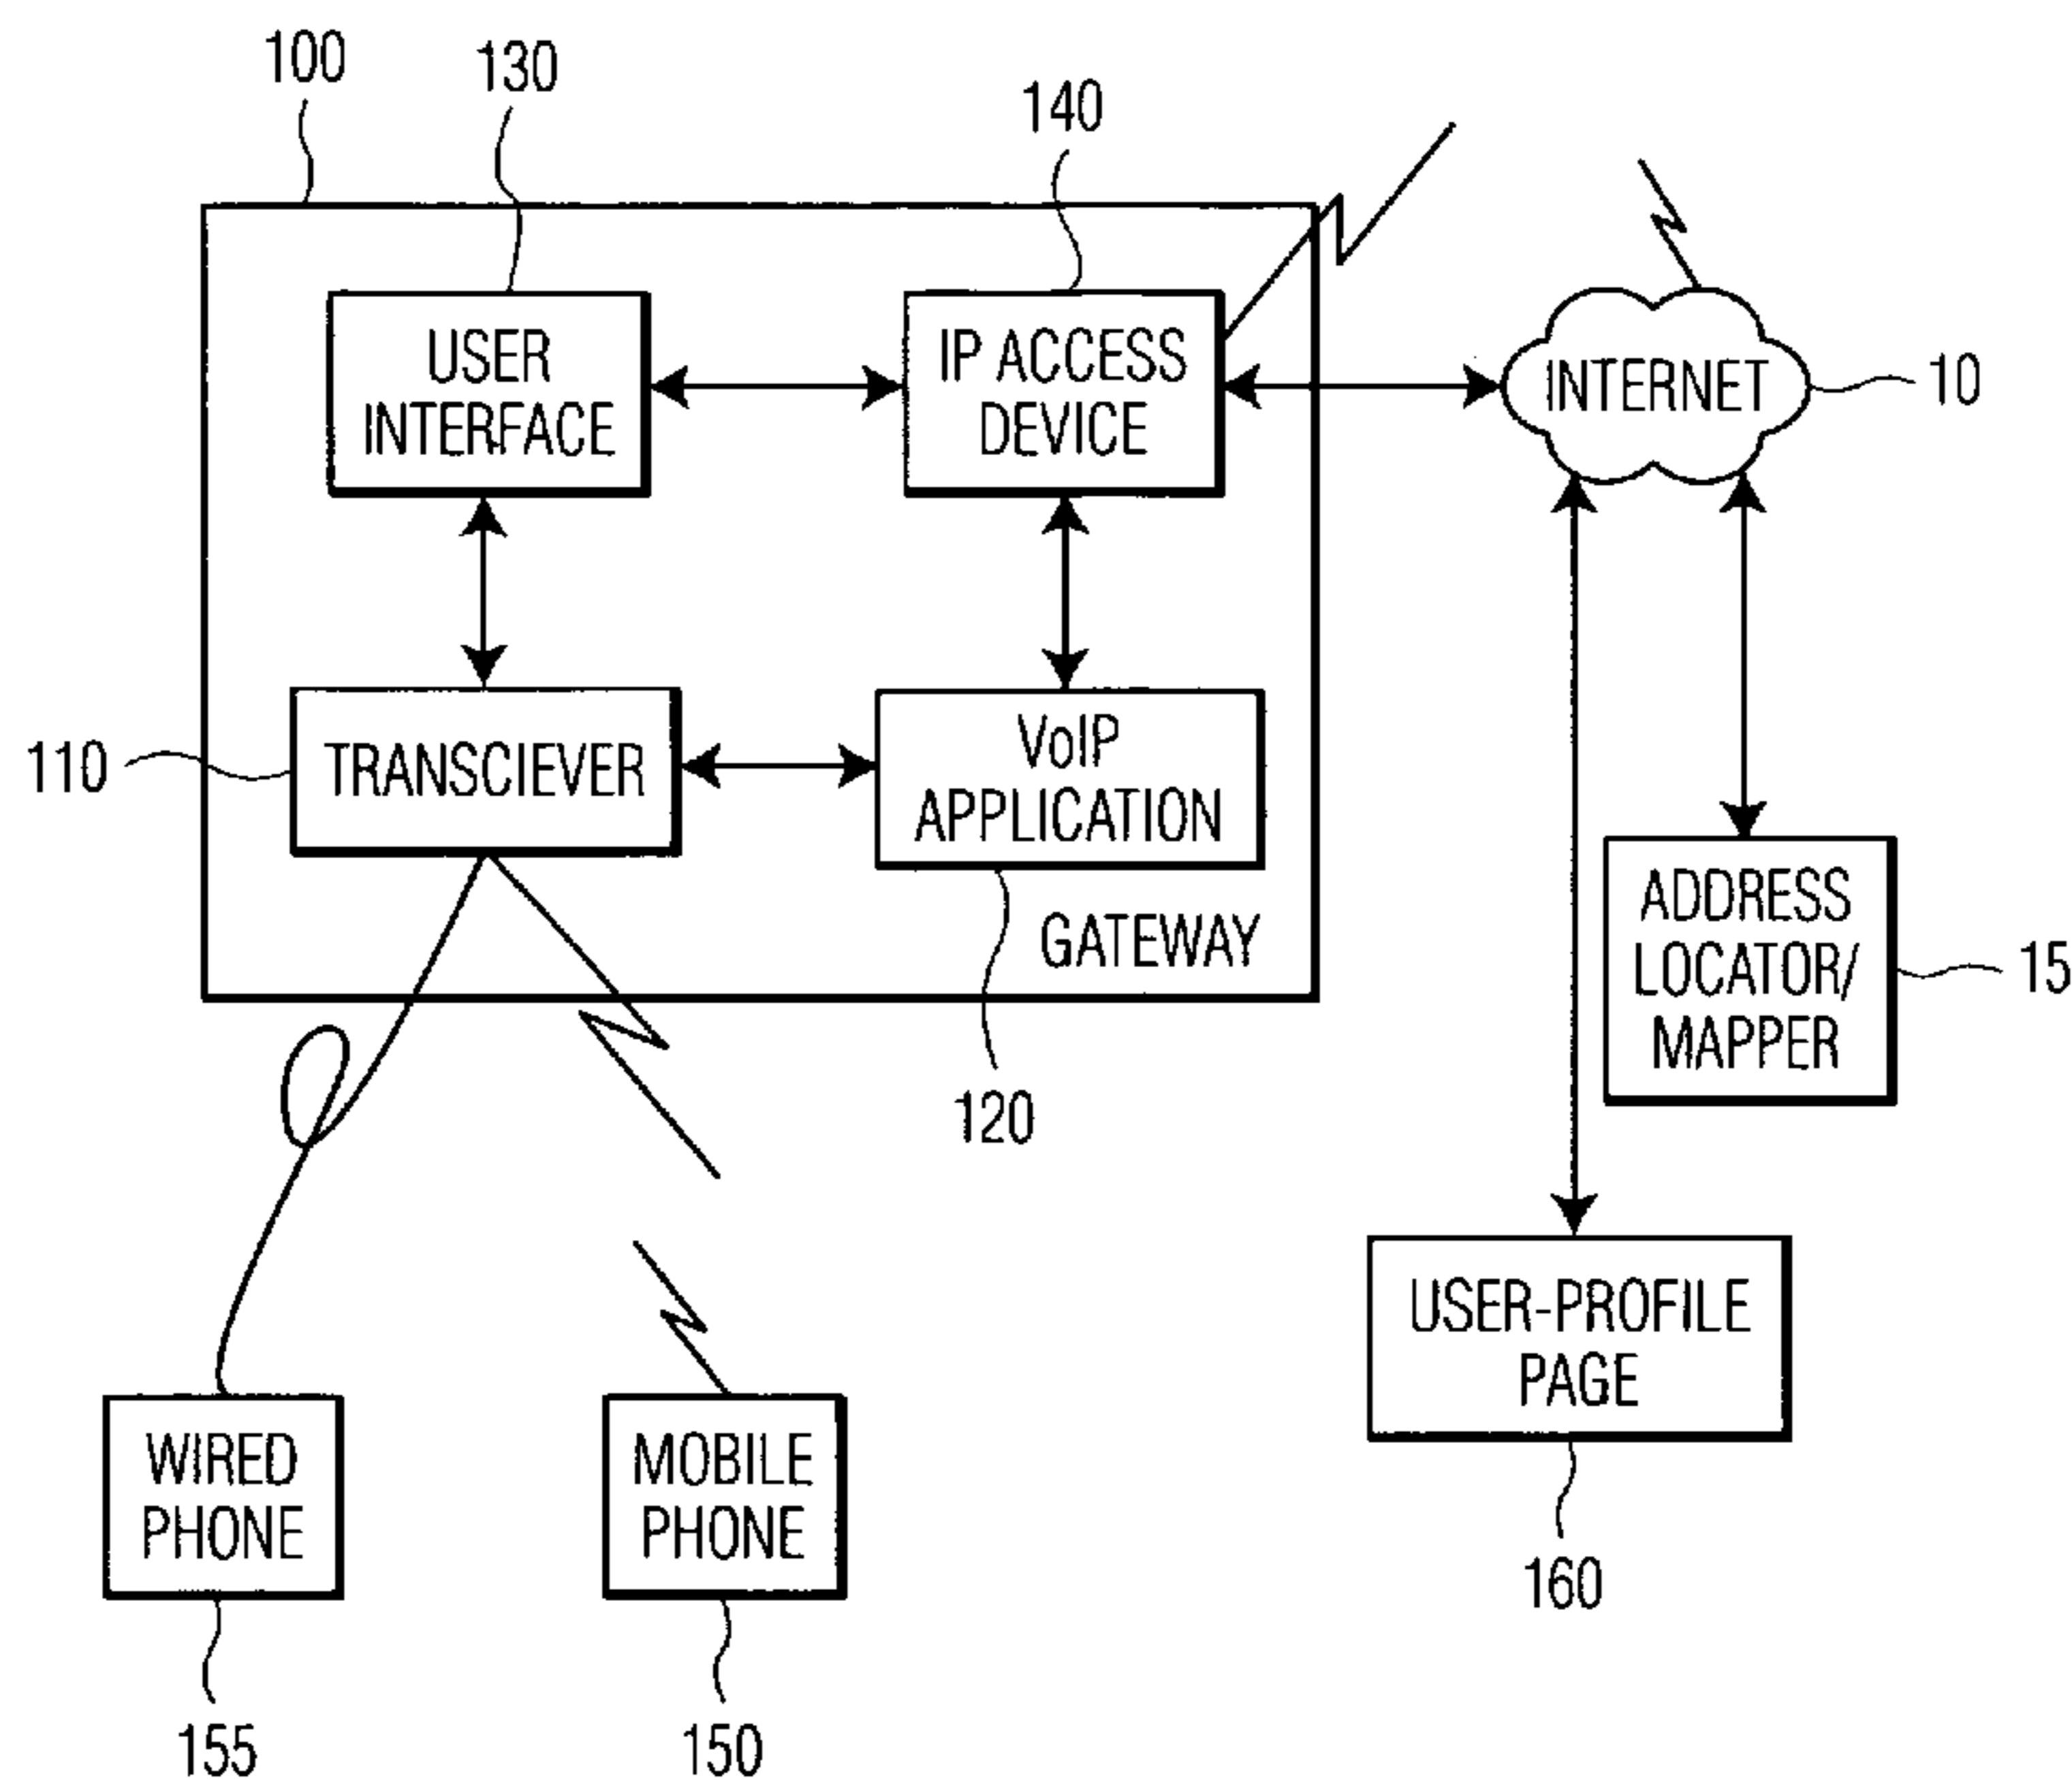 100
130
140
USER
INTERFACE
IP ACCESS
DEVICE
INTERNET
10
110
TRANSCIEVER
VoIP
APPLICATION
GATEWAY
120
ADDRESS
LOCATOR/
MAPPER
15
USER-PROFILE
PAGE
160
WIRED
PHONE
155
MOBILE
PHONE
150